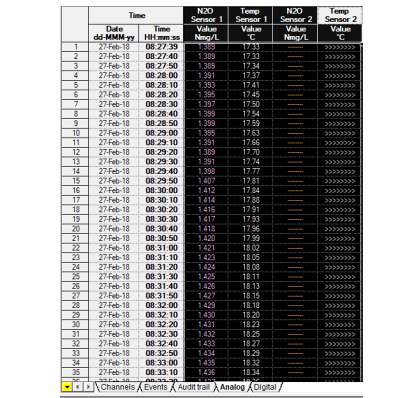 Time N2O Sensor 1 Temp Sensor 1 N2O Sensor 2 Temp Sensor 2
Date dd-MMM-yy Time HH:mm:ss Value Nmg/L Value °C Value Nmg/L Value °C
1 27-Feb-18 08:27:39 1.389 17.33 ------- >>>>>>>>
2 27-Feb-18 08:27:40 1.389 17.33 ------- >>>>>>>>
3 27-Feb-18 08:27:50 1.389 17.34 ------- >>>>>>>>
4 27-Feb-18 08:28:00 1.391 17.37 ------- >>>>>>>>
5 27-Feb-18 08:28:10 1.393 17.41 ------- >>>>>>>>
6 27-Feb-18 08:28:20 1.395 17.45 ------- >>>>>>>>
7 27-Feb-18 08:28:30 1.397 17.50 ------- >>>>>>>>
8 27-Feb-18 08:28:40 1.399 17.54 ------- >>>>>>>>
9 27-Feb-18 08:28:50 1.399 17.59 ------- >>>>>>>>
10 27-Feb-18 08:29:00 1.395 17.63 ------- >>>>>>>>
11 27-Feb-18 08:29:10 1.391 17.66 ------- >>>>>>>>
12 27-Feb-18 08:29:20 1.389 17.70 ------- >>>>>>>>
13 27-Feb-18 08:29:30 1.391 17.74 ------- >>>>>>>>
14 27-Feb-18 08:29:40 1.398 17.77 ------- >>>>>>>>
15 27-Feb-18 08:29:50 1.407 17.81 ------- >>>>>>>>
16 27-Feb-18 08:30:00 1.412 17.84 ------- >>>>>>>>
17 27-Feb-18 08:30:10 1.414 17.88 ------- >>>>>>>>
18 27-Feb-18 08:30:20 1.416 17.91 ------- >>>>>>>>
19 27-Feb-18 08:30:30 1.417 17.93 ------- >>>>>>>>
20 27-Feb-18 08:30:40 1.418 17.96 ------- >>>>>>>>
21 27-Feb-18 08:30:50 1.420 17.99 ------- >>>>>>>>
22 27-Feb-18 08:31:00 1.421 18.02 ------- >>>>>>>>
23 27-Feb-18 08:31:10 1.423 18.05 ------- >>>>>>>>
24 27-Feb-18 08:31:20 1.424 18.08 ------- >>>>>>>>
25 27-Feb-18 08:31:30 1.425 18.11 ------- >>>>>>>>
26 27-Feb-18 08:31:40 1.426 18.13 ------- >>>>>>>>
27 27-Feb-18 08:31:50 1.427 18.15 ------- >>>>>>>>
28 27-Feb-18 08:32:00 1.429 18.18 ------- >>>>>>>>
29 27-Feb-18 08:32:10 1.430 18.20 ------- >>>>>>>>
30 27-Feb-18 08:32:20 1.431 18.23 ------- >>>>>>>>
31 27-Feb-18 08:32:30 1.432 18.25 ------- >>>>>>>>
32 27-Feb-18 08:32:40 1.433 18.27 ------- >>>>>>>>
33 27-Feb-18 08:32:50 1.434 18.29 ------- >>>>>>>>
34 27-Feb-18 08:33:00 1.435 18.32 ------- >>>>>>>>
35 27-Feb-18 08:33:10 1.436 18.34 ------- >>>>>>>>
Channels Events Audit trail Analog Digital